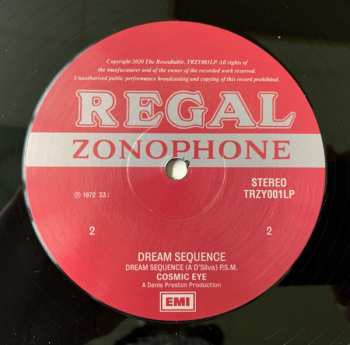 Copyright 2020 The Roundtable. TRZY001LP All rights of
the manufacturer and of the owner of the recorded work reserved.
Unauthorised public performance broadcasting and copying of this record prohibited.
REGAL
ZONOPHONE
STEREO
TRZY001LP
℗ 1972 33⅓
2
2
DREAM SEQUENCE
DREAM SEQUENCE (A D'Silva) P.S.M.
COSMIC EYE
A Denis Preston Production
EMI